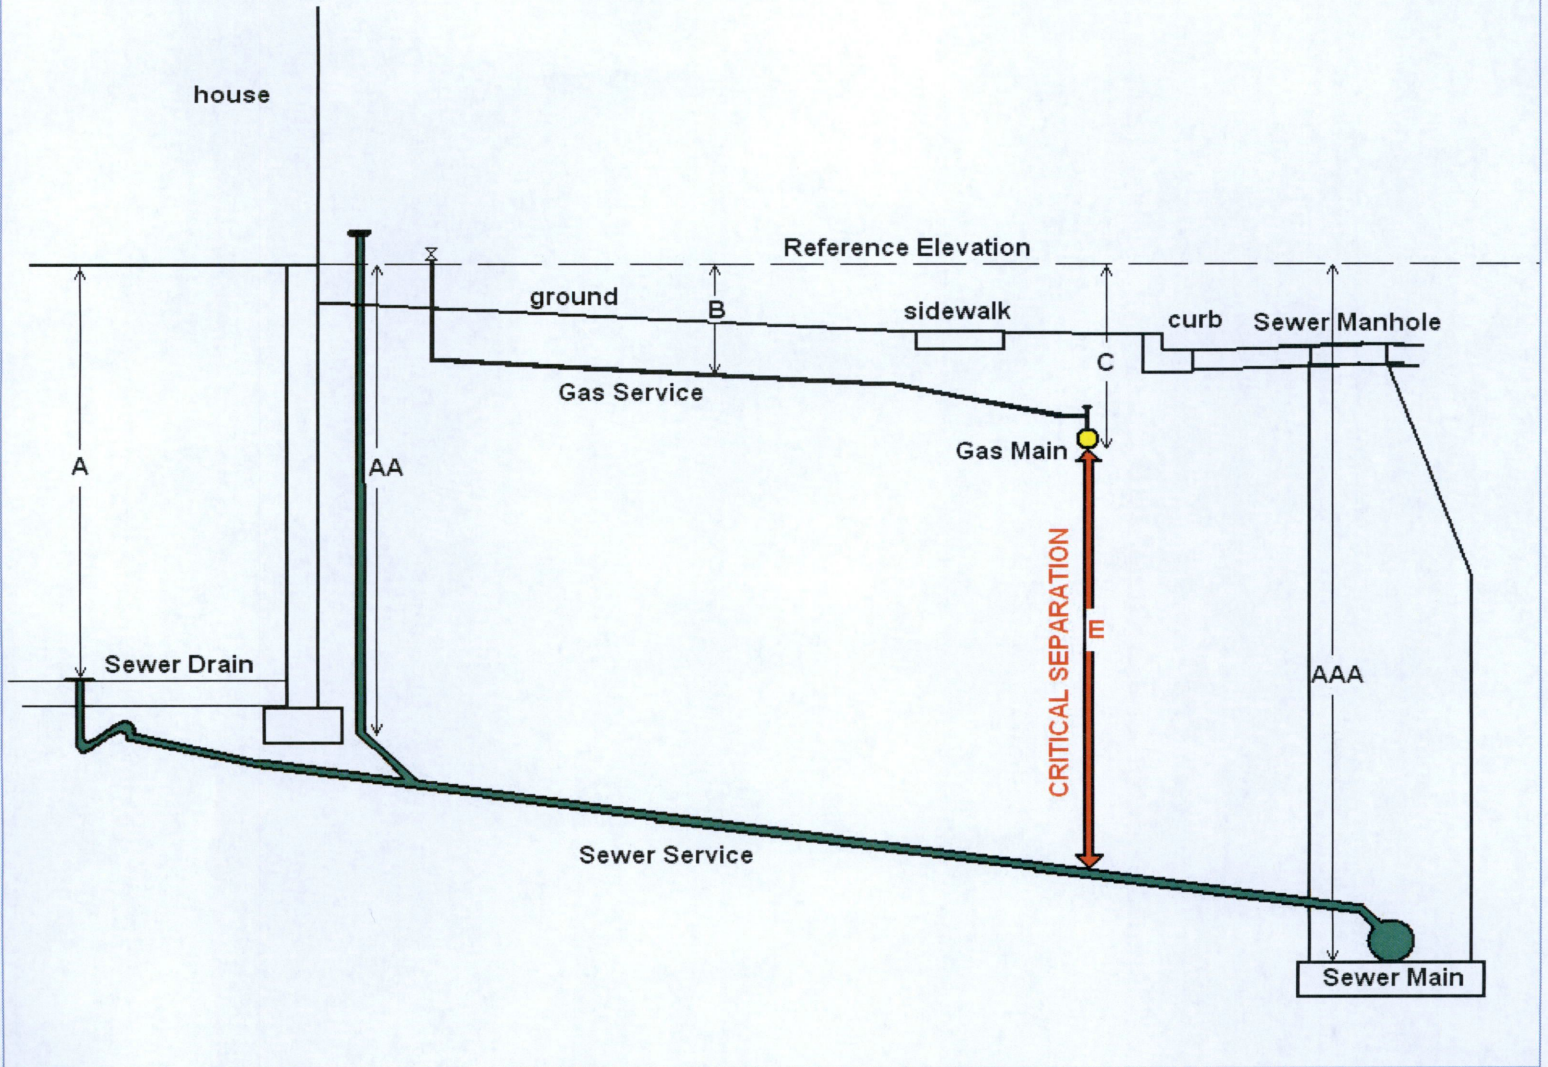 house
Reference Elevation
ground
B
sidewalk
curb
Sewer Manhole
C
Gas Service
Gas Main
A
AA
CRITICAL SEPARATION
E
Sewer Drain
AAA
Sewer Service
Sewer Main